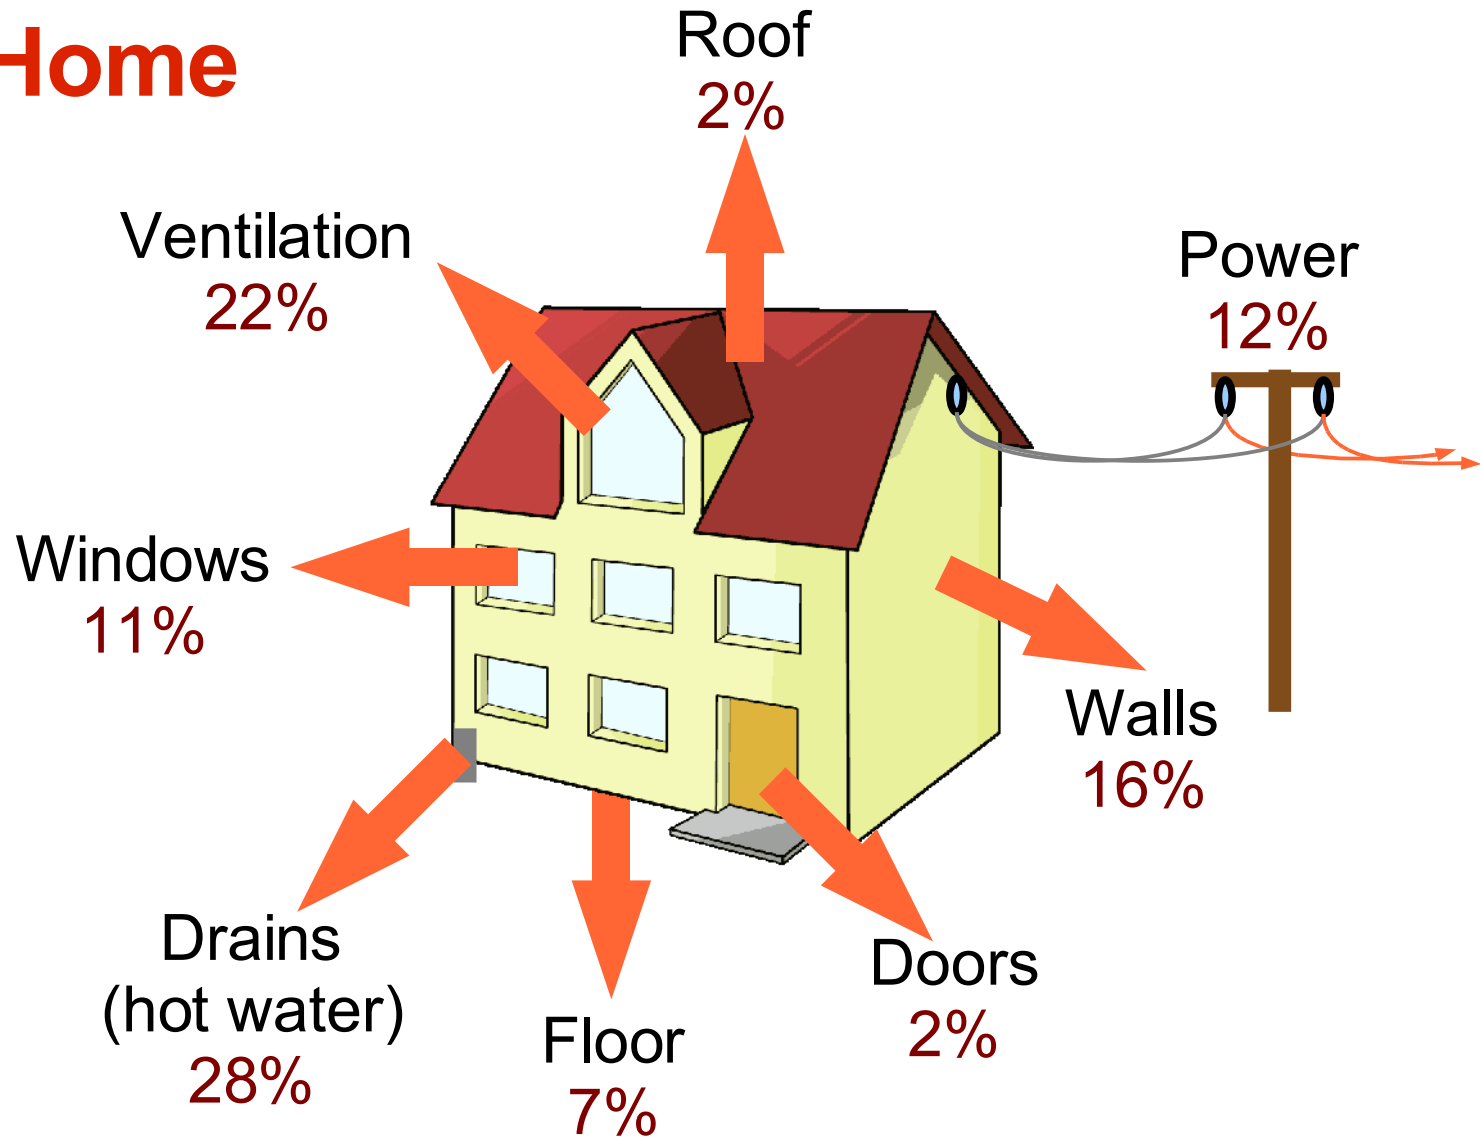 Home
Roof
2%
Ventilation
22%
Power
12%
Windows
11%
Walls
16%
Drains
(hot water)
28%
Floor
7%
Doors
2%